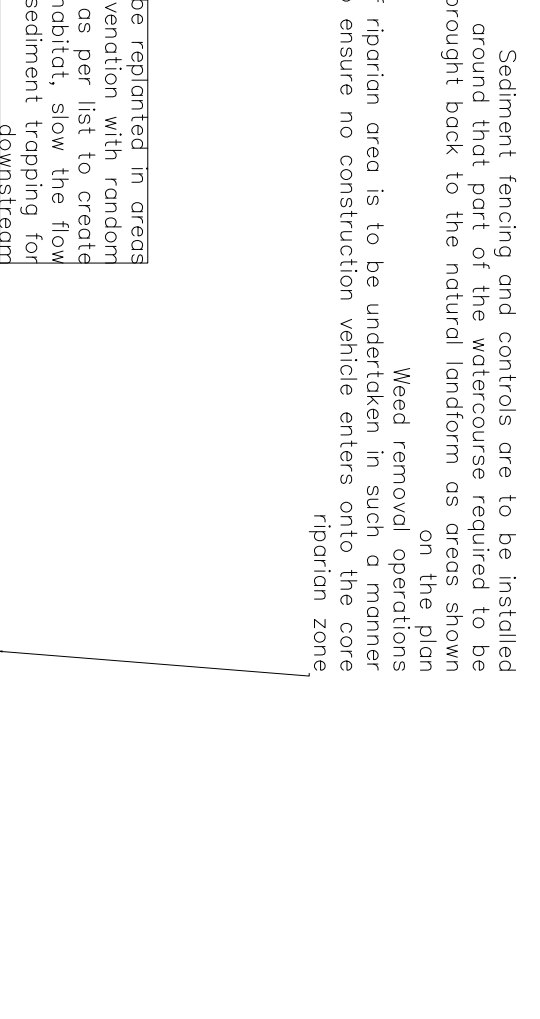 Sediment fencing and controls are to be installed
around that part of the watercourse required to be
brought back to the natural landform as areas shown
on the plan
Weed removal operations
riparian area is to be undertaken in such a manner
ensure no construction vehicle enters onto the core
riparian zone
be replanted in areas
with random
as per list to create
habitat, slow the flow
sediment trapping for
downstream